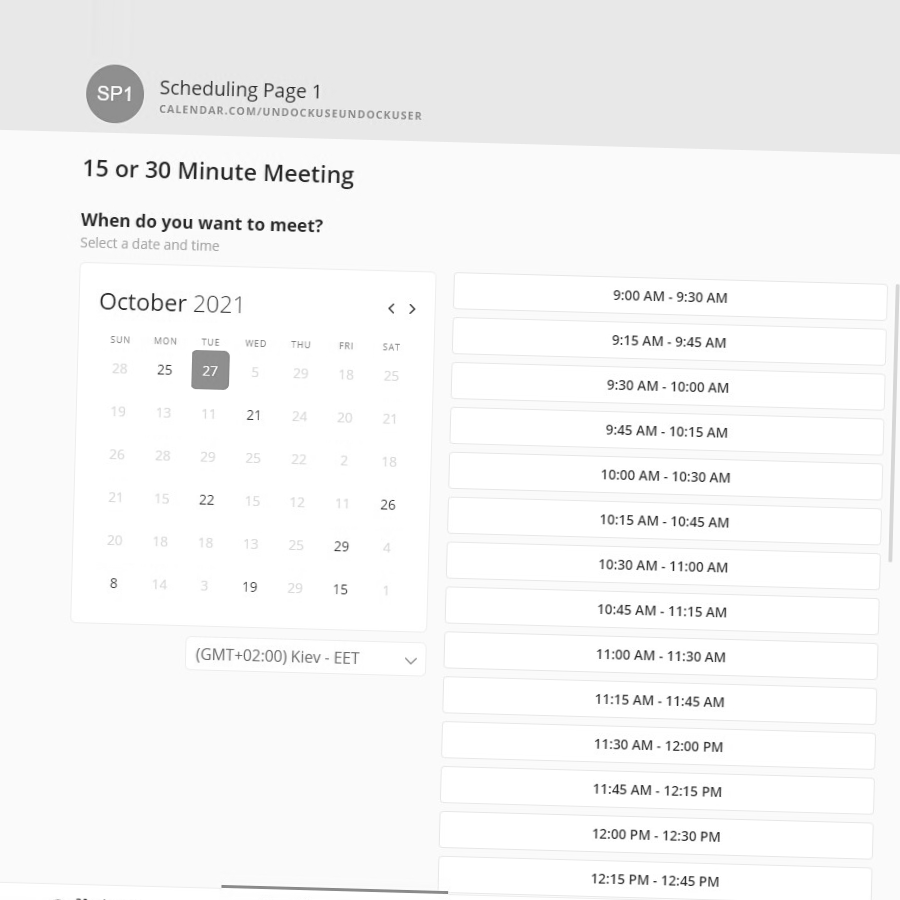 SP1
Scheduling Page 1
CALENDAR.COM/UNDOCKUSEUNDOCKUSER
15 or 30 Minute Meeting
When do you want to meet?
Select a date and time
October 2021
SUN MON TUE WED THU FRI SAT
28 25 27 5 29 18 25
19 13 11 21 24 20 21
26 28 29 25 22 2 18
21 15 22 15 12 11 26
20 18 18 13 25 29 4
8 14 3 19 29 15 1
(GMT+02:00) Kiev - EET
9:00 AM - 9:30 AM
9:15 AM - 9:45 AM
9:30 AM - 10:00 AM
9:45 AM - 10:15 AM
10:00 AM - 10:30 AM
10:15 AM - 10:45 AM
10:30 AM - 11:00 AM
10:45 AM - 11:15 AM
11:00 AM - 11:30 AM
11:15 AM - 11:45 AM
11:30 AM - 12:00 PM
11:45 AM - 12:15 PM
12:00 PM - 12:30 PM
12:15 PM - 12:45 PM